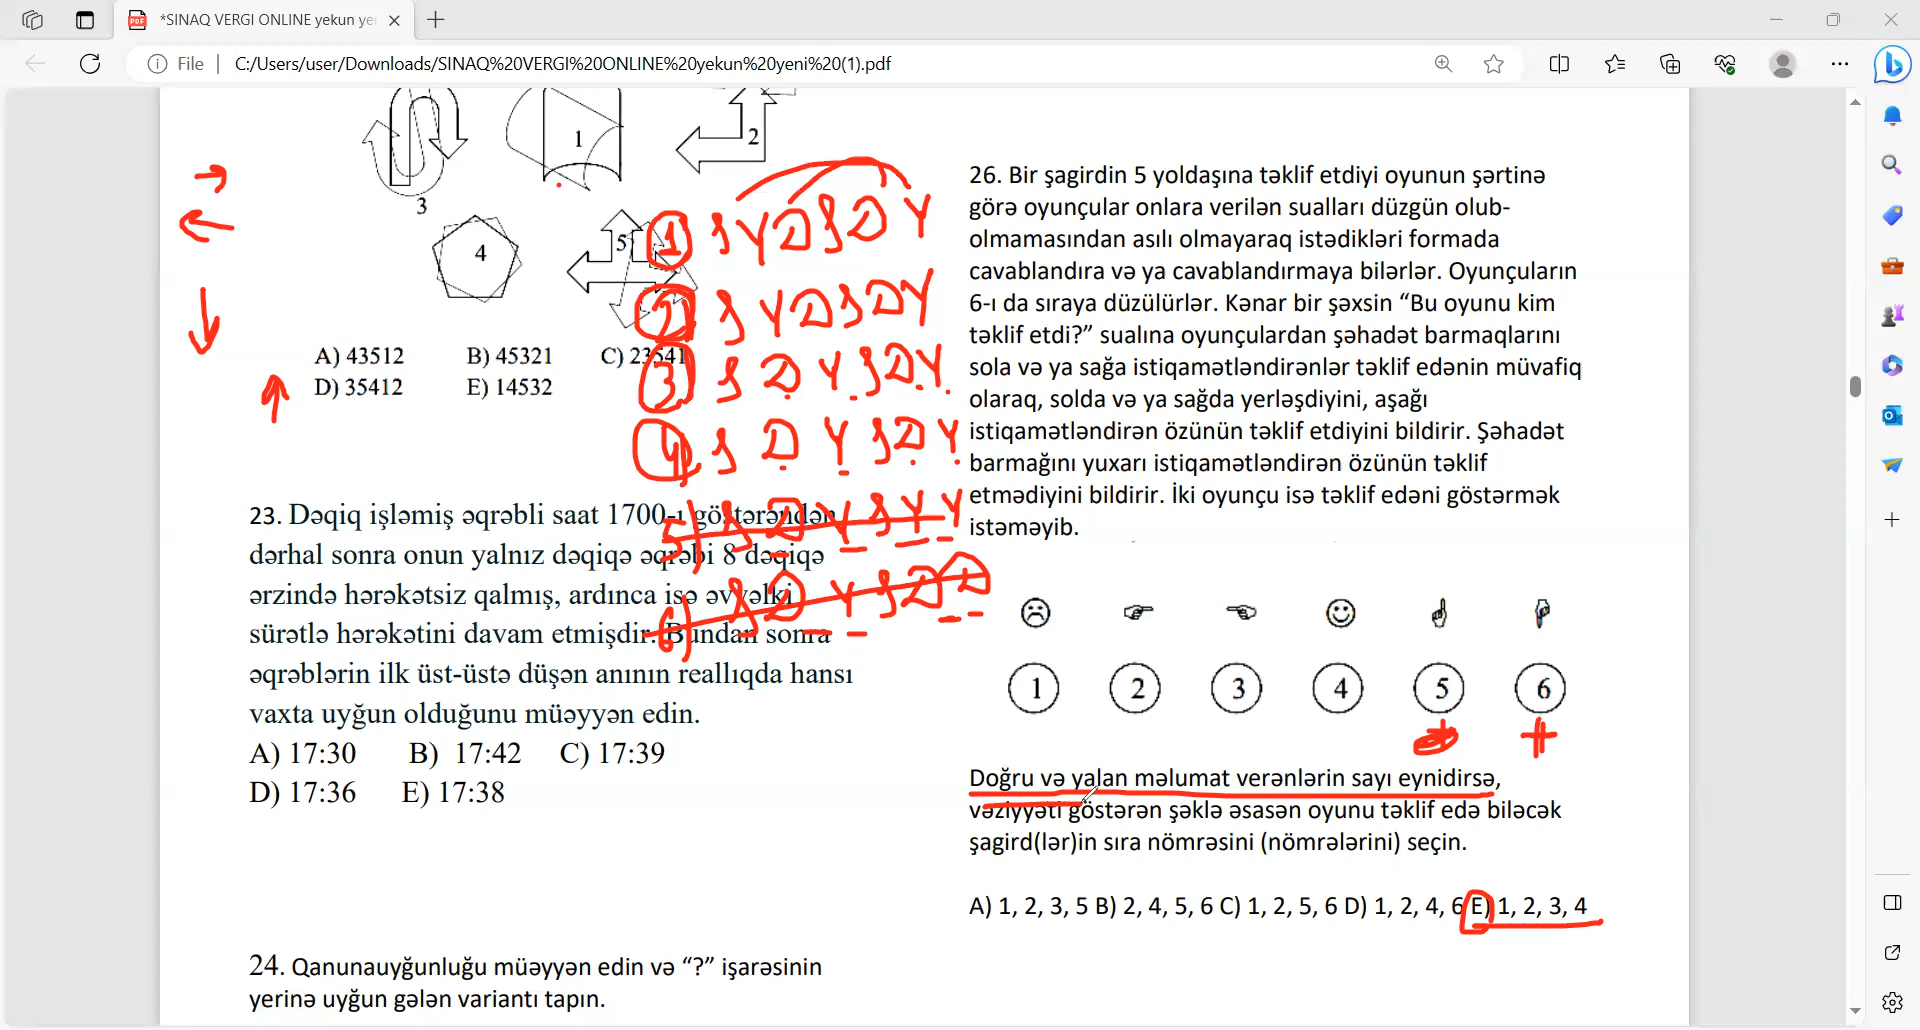 *SINAQ VERGI ONLINE yekun ye
File
C:/Users/user/Downloads/SINAQ%20VERGI%20ONLINE%20yekun%20yeni%20(1).pdf
1
2
3
4
5
A) 43512 B) 45321 C) 23541
D) 35412 E) 14532
1 Ş Y D Ş D Y
2 Ş Y D Ş D Y
3 Ş D Y Ş D Y
4 Ş D Y Ş D Y
5) Ş D Y Ş Y Y
6) Ş D Y Ş D D
23. Dəqiq işləmiş əqrəbli saat 1700-ı göstərəndən
dərhal sonra onun yalnız dəqiqə əqrəbi 8 dəqiqə
ərzində hərəkətsiz qalmış, ardınca isə əvvəlki
sürətlə hərəkətini davam etmişdir. Bundan sonra
əqrəblərin ilk üst-üstə düşən anının reallıqda hansı
vaxta uyğun olduğunu müəyyən edin.
A) 17:30 B) 17:42 C) 17:39
D) 17:36 E) 17:38
24. Qanunauyğunluğu müəyyən edin və “?” işarəsinin
yerinə uyğun gələn variantı tapın.
26. Bir şagirdin 5 yoldaşına təklif etdiyi oyunun şərtinə
görə oyunçular onlara verilən sualları düzgün olub-
olmamasından asılı olmayaraq istədikləri formada
cavablandıra və ya cavablandırmaya bilərlər. Oyunçuların
6-ı da sıraya düzülürlər. Kənar bir şəxsin “Bu oyunu kim
təklif etdi?” sualına oyunçulardan şəhadət barmaqlarını
sola və ya sağa istiqamətləndirənlər təklif edənin müvafiq
olaraq, solda və ya sağda yerləşdiyini, aşağı
istiqamətləndirən özünün təklif etdiyini bildirir. Şəhadət
barmağını yuxarı istiqamətləndirən özünün təklif
etmədiyini bildirir. İki oyunçu isə təklif edəni göstərmək
istəməyib.
1 2 3 4 5 6
Doğru və yalan məlumat verənlərin sayı eynidirsə,
vəziyyəti göstərən şəklə əsasən oyunu təklif edə biləcək
şagird(lər)in sıra nömrəsini (nömrələrini) seçin.
A) 1, 2, 3, 5 B) 2, 4, 5, 6 C) 1, 2, 5, 6 D) 1, 2, 4, 6 E) 1, 2, 3, 4